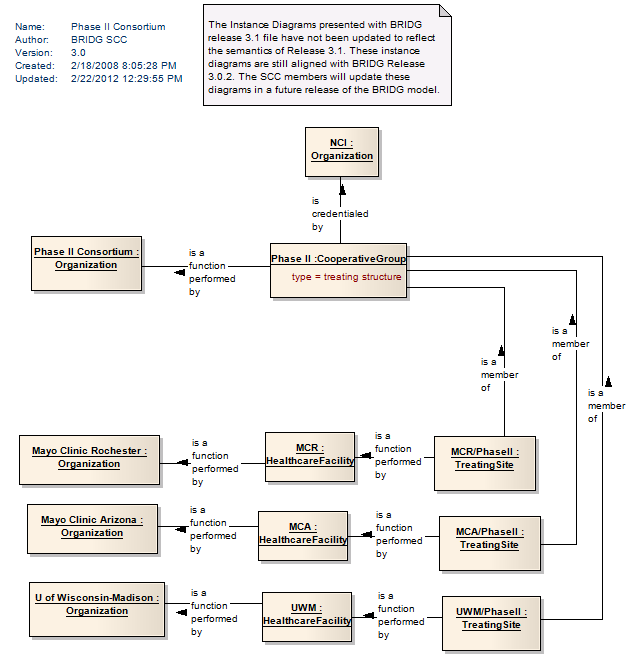 Name: Phase II Consortium
Author: BRIDG SCC
Version: 3.0
Created: 2/18/2008 8:05:28 PM
Updated: 2/22/2012 12:29:55 PM
The Instance Diagrams presented with BRIDG
release 3.1 file have not been updated to reflect
the semantics of Release 3.1. These instance
diagrams are still aligned with BRIDG Release
3.0.2. The SCC members will update these
diagrams in a future release of the BRIDG model.
NCI :
Organization
is
credentialed
by
Phase II Consortium :
Organization
is a
function
performed
by
Phase II :CooperativeGroup
type = treating structure
is a
member
of
is a
member
of
is a
member
of
Mayo Clinic Rochester :
Organization
is a
function
performed
by
MCR :
HealthcareFacility
is a
function
performed
by
MCR/PhaseII :
TreatingSite
Mayo Clinic Arizona :
Organization
is a
function
performed
by
MCA :
HealthcareFacility
is a
function
performed
by
MCA/PhaseII :
TreatingSite
U of Wisconsin-Madison :
Organization
is a
function
performed
by
UWM :
HealthcareFacility
is a
function
performed
by
UWM/PhaseII :
TreatingSite